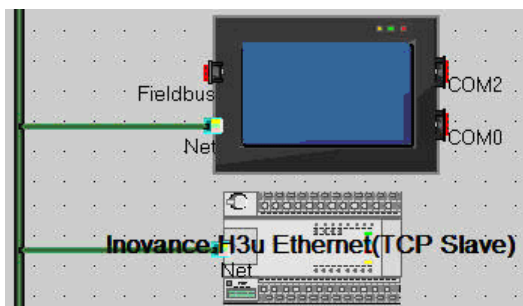 COM2
Fieldbus
COM0
Net
Inovance H3u Ethernet(TCP Slave)
Net